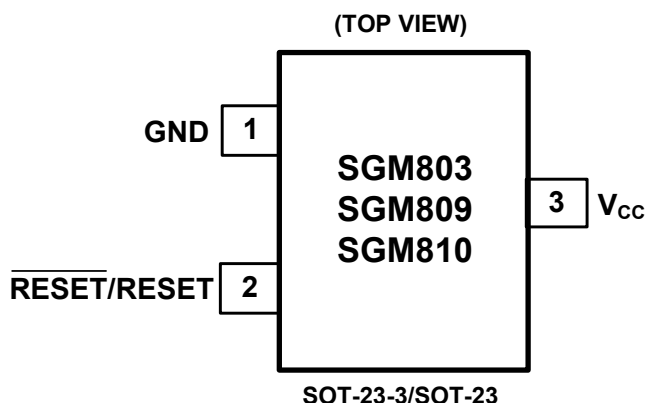 (TOP VIEW)
GND 1
SGM803
SGM809
SGM810
3 VCC
RESET/RESET 2
SOT-23-3/SOT-23